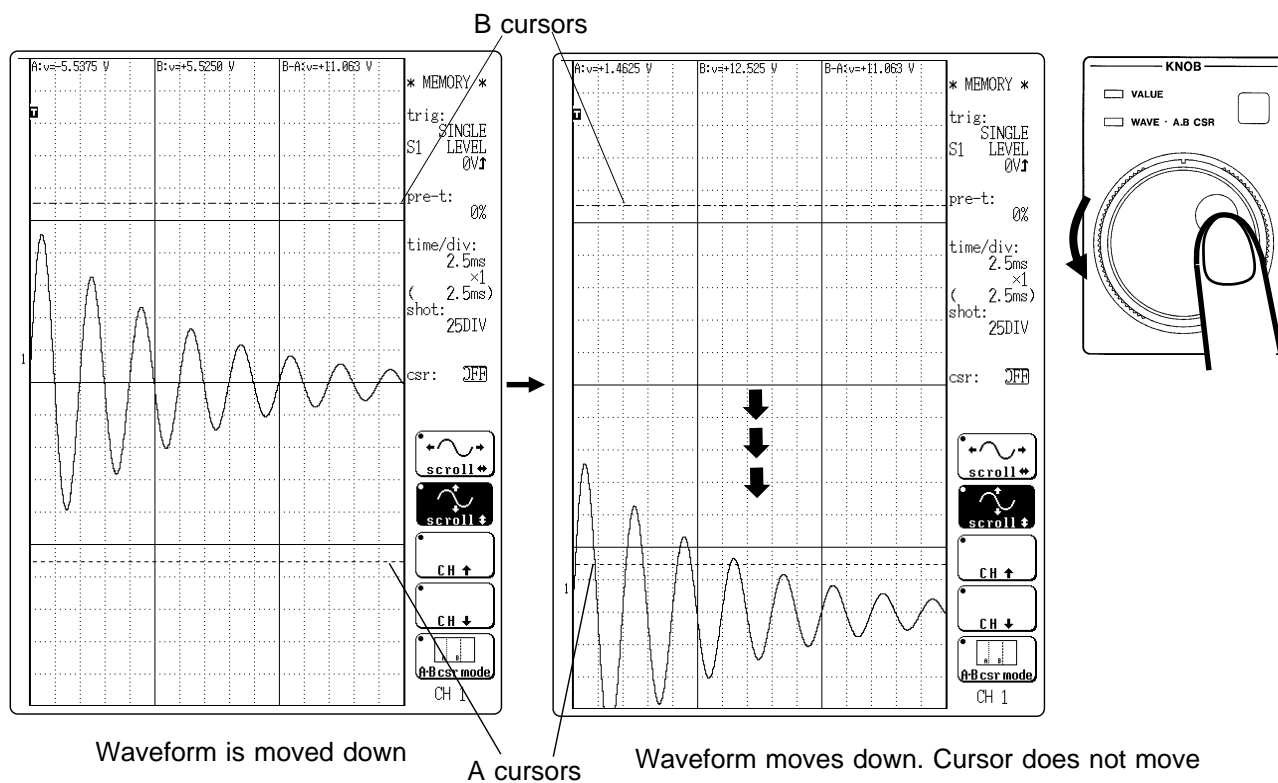 B cursors
A:v=-5.5375 V B:v=+5.5250 V B-A:v=+11.063 V
* MEMORY *
T
trig:
SINGLE
S1 LEVEL
0V↥
pre-t:
0%
time/div:
2.5ms
×1
( 2.5ms)
shot:
25DIV
1
csr: OFF
scroll ↔
scroll ↕
CH ↑
CH ↓
A B
A·B csr mode
CH 1
A:v=+1.4625 V B:v=+12.525 V B-A:v=+11.063 V
* MEMORY *
T
trig:
SINGLE
S1 LEVEL
0V↥
pre-t:
0%
time/div:
2.5ms
×1
( 2.5ms)
shot:
25DIV
csr: OFF
1
scroll ↔
scroll ↕
CH ↑
CH ↓
A B
A·B csr mode
CH 1
KNOB
VALUE
WAVE · A.B CSR
Waveform is moved down
A cursors
Waveform moves down. Cursor does not move